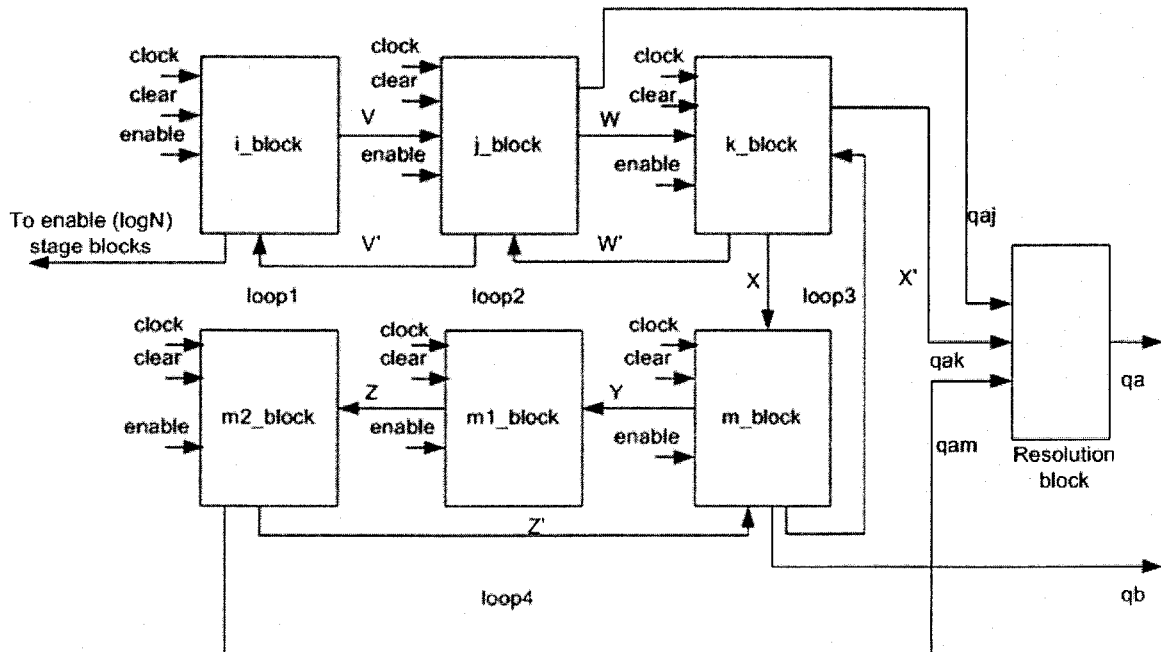 clock
clear
enable
i_block
V
clock
clear
enable
j_block
W
clock
clear
enable
k_block
To enable (logN)
stage blocks
V'
W'
X
X'
qaj
loop1
loop2
loop3
clock
clear
enable
m2_block
Z
clock
clear
enable
m1_block
Y
clock
clear
enable
m_block
qak
qa
qam
Resolution
block
Z'
loop4
qb